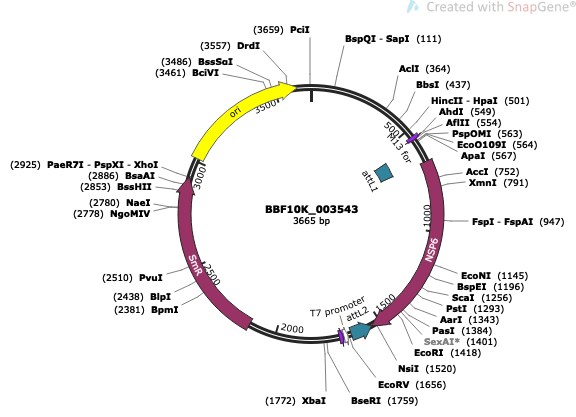 Created with SnapGene®
(3659) PciI
(3557) DrdI
(3486) BssSαI
(3461) BciVI
BspQI - SapI (111)
AclI (364)
BbsI (437)
HincII - HpaI (501)
AhdI (549)
AflII (554)
PspOMI (563)
EcoO109I (564)
ApaI (567)
AccI (752)
XmnI (791)
FspI - FspAI (947)
EcoNI (1145)
BspEI (1196)
ScaI (1256)
PstI (1293)
AarI (1343)
PasI (1384)
SexAI* (1401)
EcoRI (1418)
NsiI (1520)
EcoRV (1656)
BseRI (1759)
(1772) XbaI
(2381) BpmI
(2438) BlpI
(2510) PvuI
(2778) NgoMIV
(2780) NaeI
(2853) BssHII
(2886) BsaAI
(2925) PaeR7I - PspXI - XhoI
500
1000
1500
2000
2500
3000
3500
ori
M13 for
attL1
NSP6
attL2
T7 promoter
SmR
BBF10K_003543
3665 bp